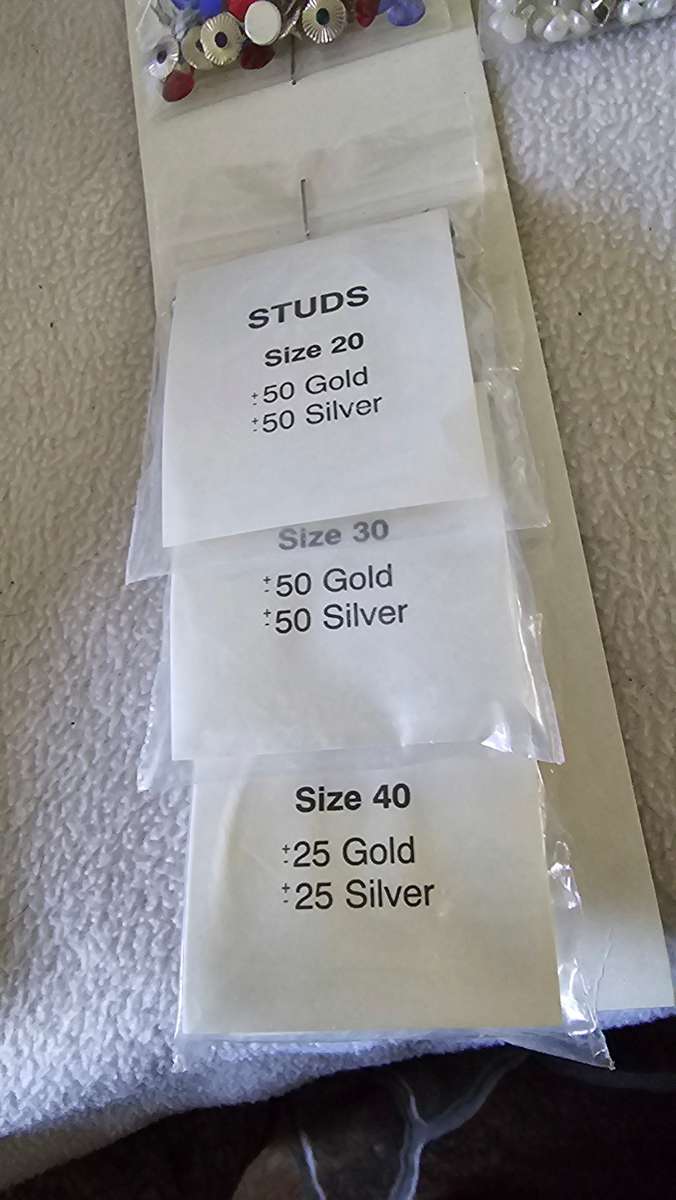 STUDS
Size 20
±50 Gold
±50 Silver
Size 30
±50 Gold
±50 Silver
Size 40
±25 Gold
±25 Silver